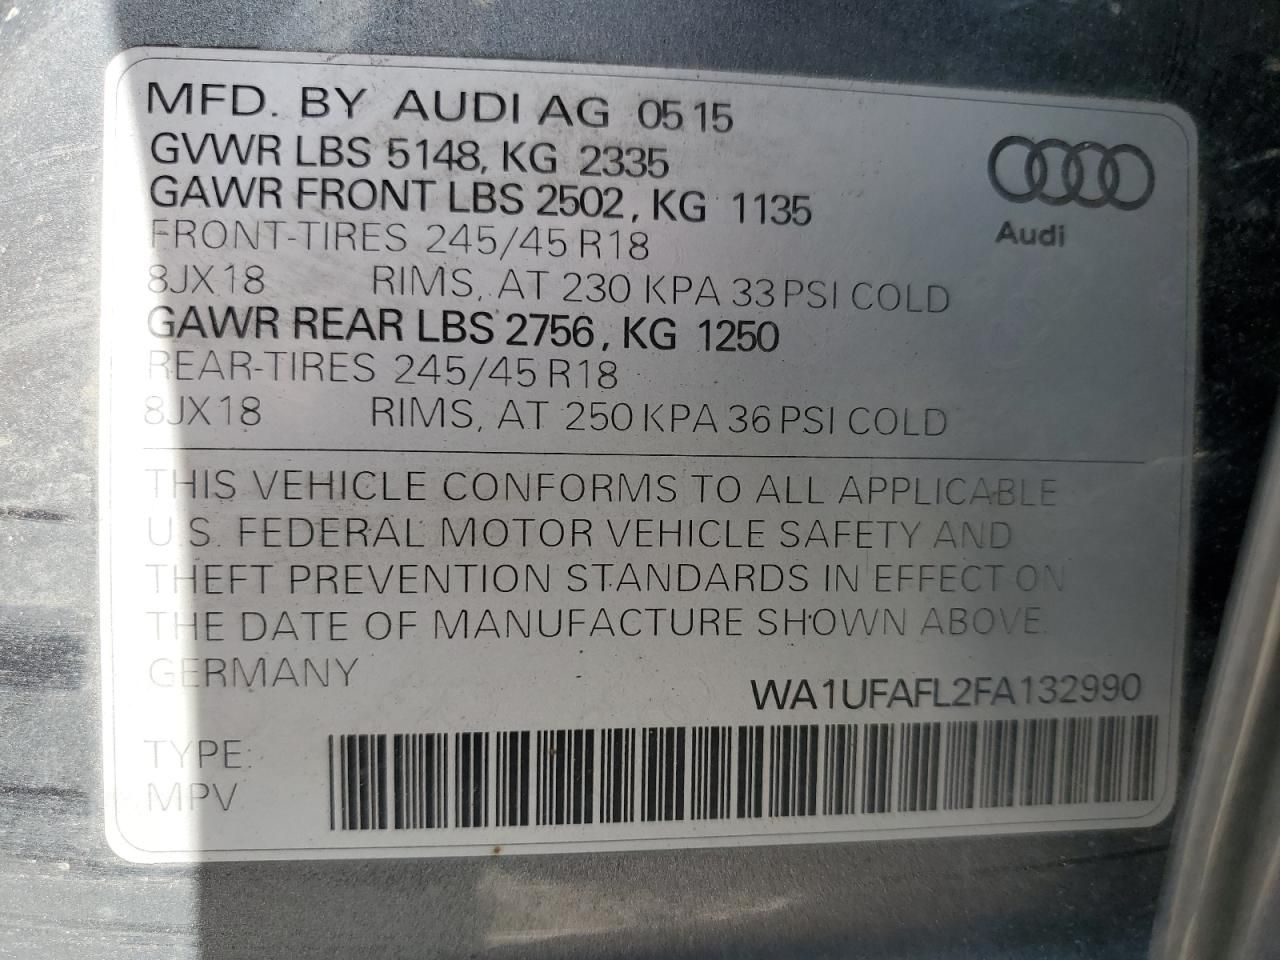 MFD. BY AUDI AG 05 15
GVWR LBS 5148, KG 2335
GAWR FRONT LBS 2502, KG 1135
FRONT-TIRES 245/45 R18
8JX18 RIMS, AT 230 KPA 33 PSI COLD
GAWR REAR LBS 2756, KG 1250
REAR-TIRES 245/45 R18
8JX18 RIMS, AT 250 KPA 36 PSI COLD
Audi
THIS VEHICLE CONFORMS TO ALL APPLICABLE
U.S. FEDERAL MOTOR VEHICLE SAFETY AND
THEFT PREVENTION STANDARDS IN EFFECT ON
THE DATE OF MANUFACTURE SHOWN ABOVE.
GERMANY
WA1UFAFL2FA132990
TYPE:
MPV